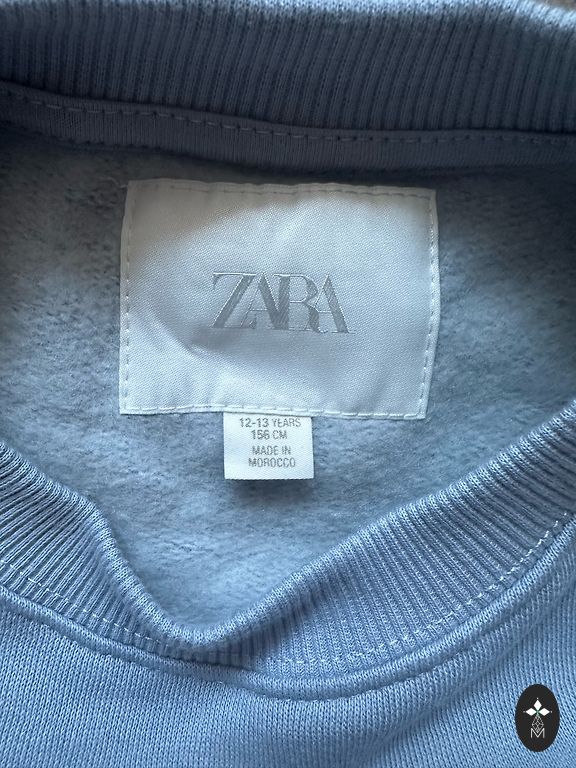 ZARA
12-13 YEARS
156 CM
MADE IN
MOROCCO
M